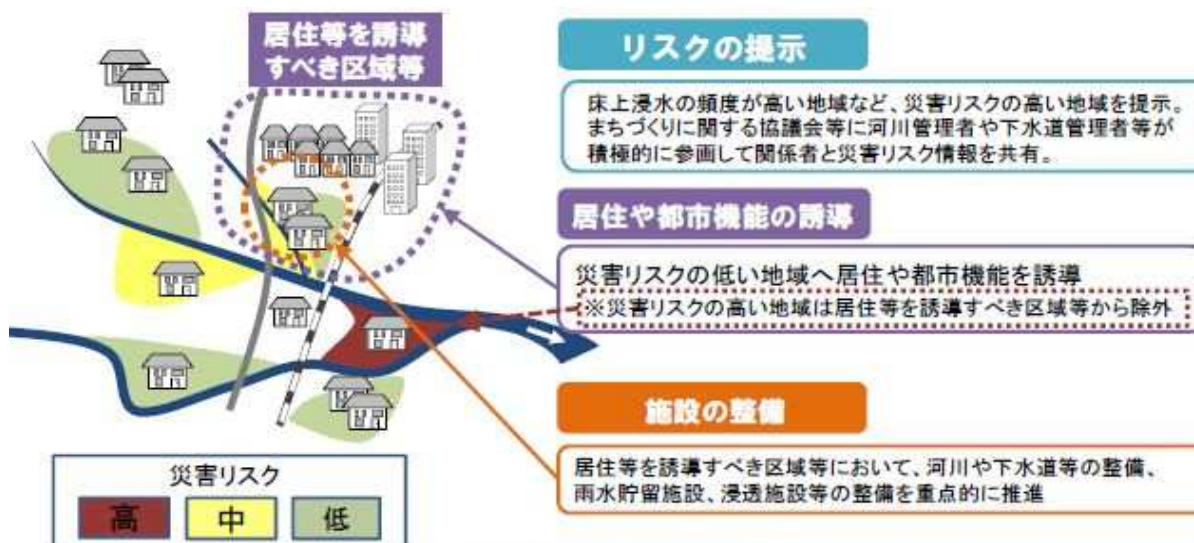 居住等を誘導
すべき区域等
リスクの提示
床上浸水の頻度が高い地域など、災害リスクの高い地域を提示。
まちづくりに関する協議会等に河川管理者や下水道管理者等が
積極的に参画して関係者と災害リスク情報を共有。
居住や都市機能の誘導
災害リスクの低い地域へ居住や都市機能を誘導
※災害リスクの高い地域は居住等を誘導すべき区域等から除外
施設の整備
居住等を誘導すべき区域等において、河川や下水道等の整備、
雨水貯留施設、浸透施設等の整備を重点的に推進
災害リスク
高 中 低